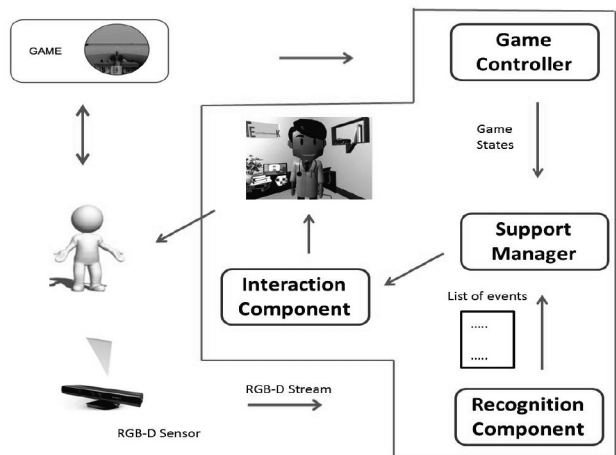 GAME
Game
Controller
Game
States
E K
Support
Manager
Interaction
Component
List of events
.....
.....
RGB-D Stream
RGB-D Sensor
Recognition
Component